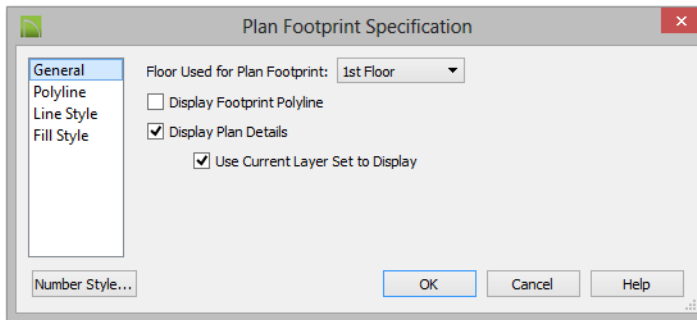 Plan Footprint Specification
General
Polyline
Line Style
Fill Style
Floor Used for Plan Footprint: 1st Floor
Display Footprint Polyline
Display Plan Details
Use Current Layer Set to Display
Number Style...
OK
Cancel
Help